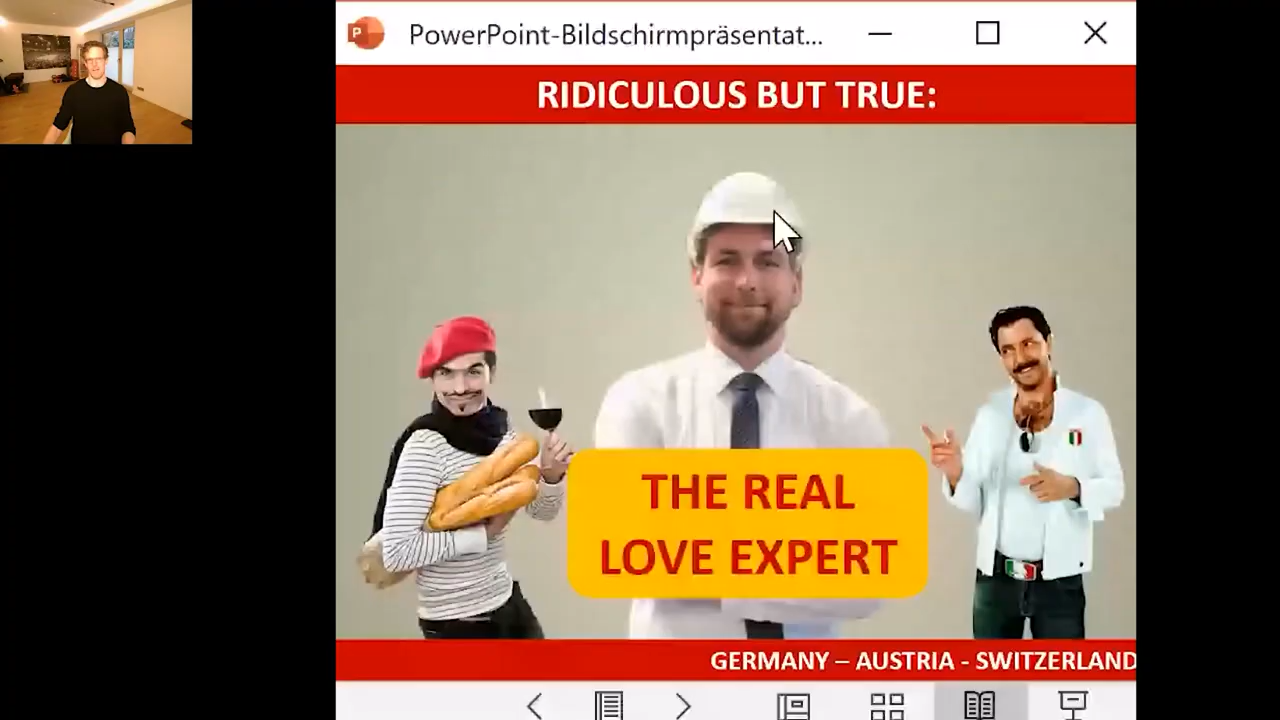 PowerPoint-Bildschirmpräsentat...
RIDICULOUS BUT TRUE:
THE REAL
LOVE EXPERT
GERMANY – AUSTRIA - SWITZERLAND